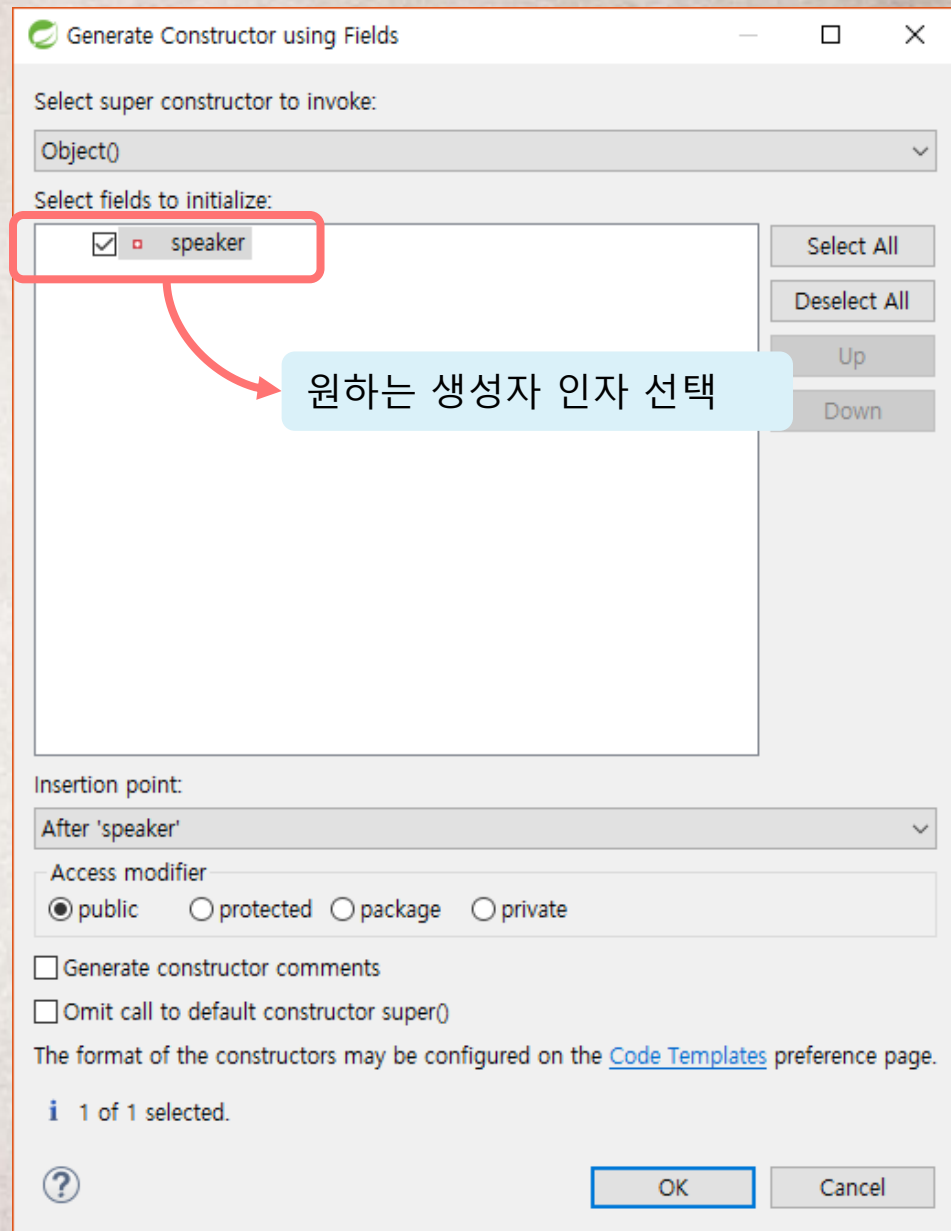 Generate Constructor using Fields
Select super constructor to invoke:
Object()
Select fields to initialize:
speaker
Select All
Deselect All
Up
원하는 생성자 인자 선택
Down
Insertion point:
After 'speaker'
Access modifier
public protected package private
Generate constructor comments
Omit call to default constructor super()
The format of the constructors may be configured on the Code Templates preference page.
i 1 of 1 selected.
?
OK Cancel